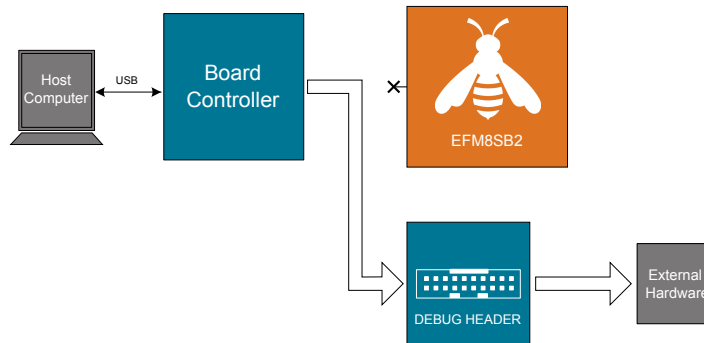 Host
Computer
USB
Board
Controller
EFM8SB2
DEBUG HEADER
External
Hardware